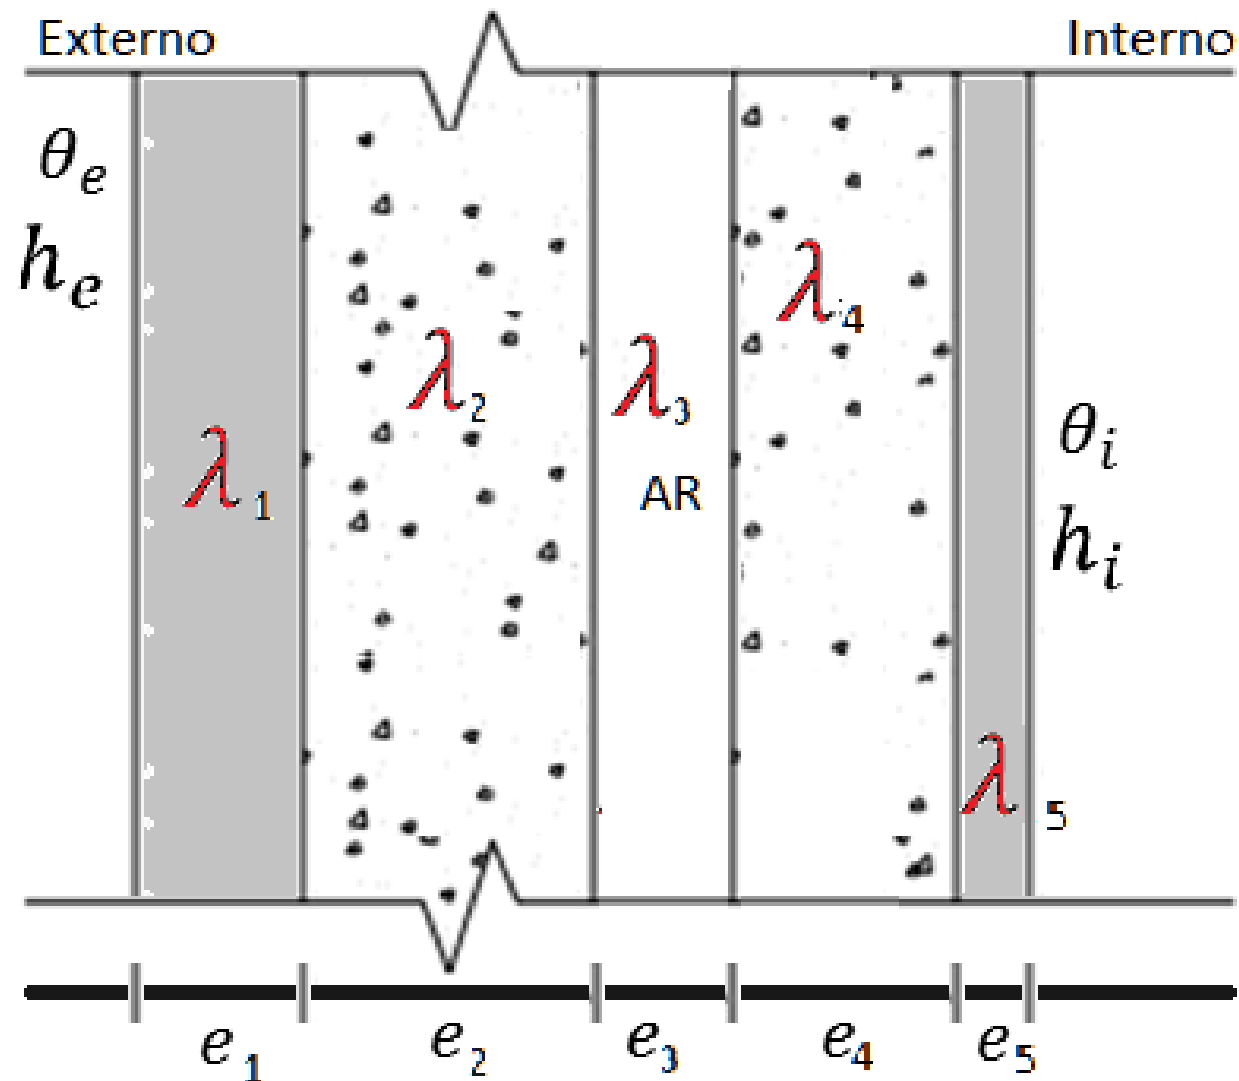 Externo
Interno
θₑ
hₑ
λ₁
λ₂
λ₃
AR
λ₄
θᵢ
hᵢ
λ₅
e₁
e₂
e₃
e₄
e₅